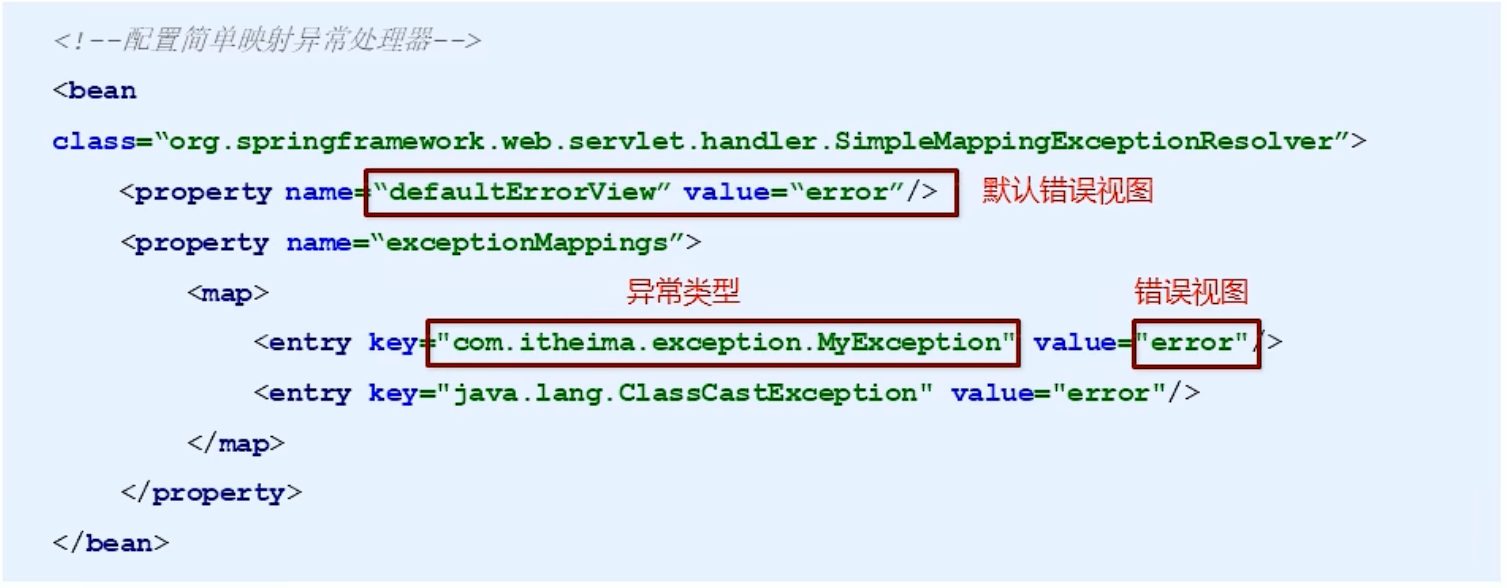 <!--配置简单映射异常处理器-->
<bean
class=“org.springframework.web.servlet.handler.SimpleMappingExceptionResolver”>
<property name=“defaultErrorView” value=“error”/> 默认错误视图
<property name=“exceptionMappings”>
<map> 异常类型 错误视图
<entry key="com.itheima.exception.MyException" value="error"/>
<entry key="java.lang.ClassCastException" value="error"/>
</map>
</property>
</bean>